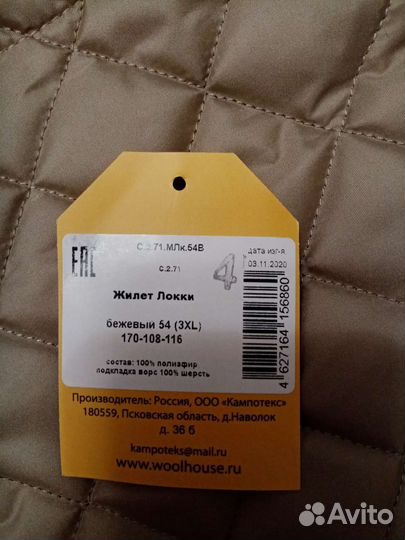 С.2.71.МЛк.54В
дата изг-я
03.11.2020
EAC
С.2.71
4
Жилет Локки
бежевый 54 (3XL)
170-108-116
состав: 100% полиэфир
подкладка ворс 100% шерсть
4 627164 156860
Производитель: Россия, ООО «Кампотекс»
180559, Псковская область, д.Наволок
д. 36 б
kampoteks@mail.ru
www.woolhouse.ru
Avito